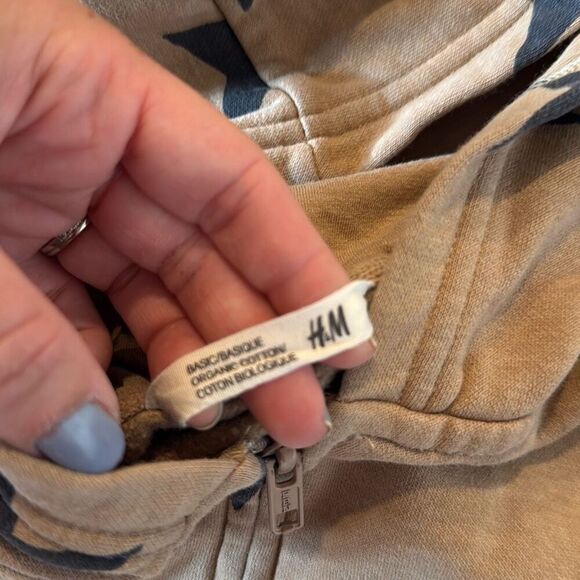 H&M
BASIC/BASIQUE
ORGANIC COTTON/
COTON BIOLOGIQUE